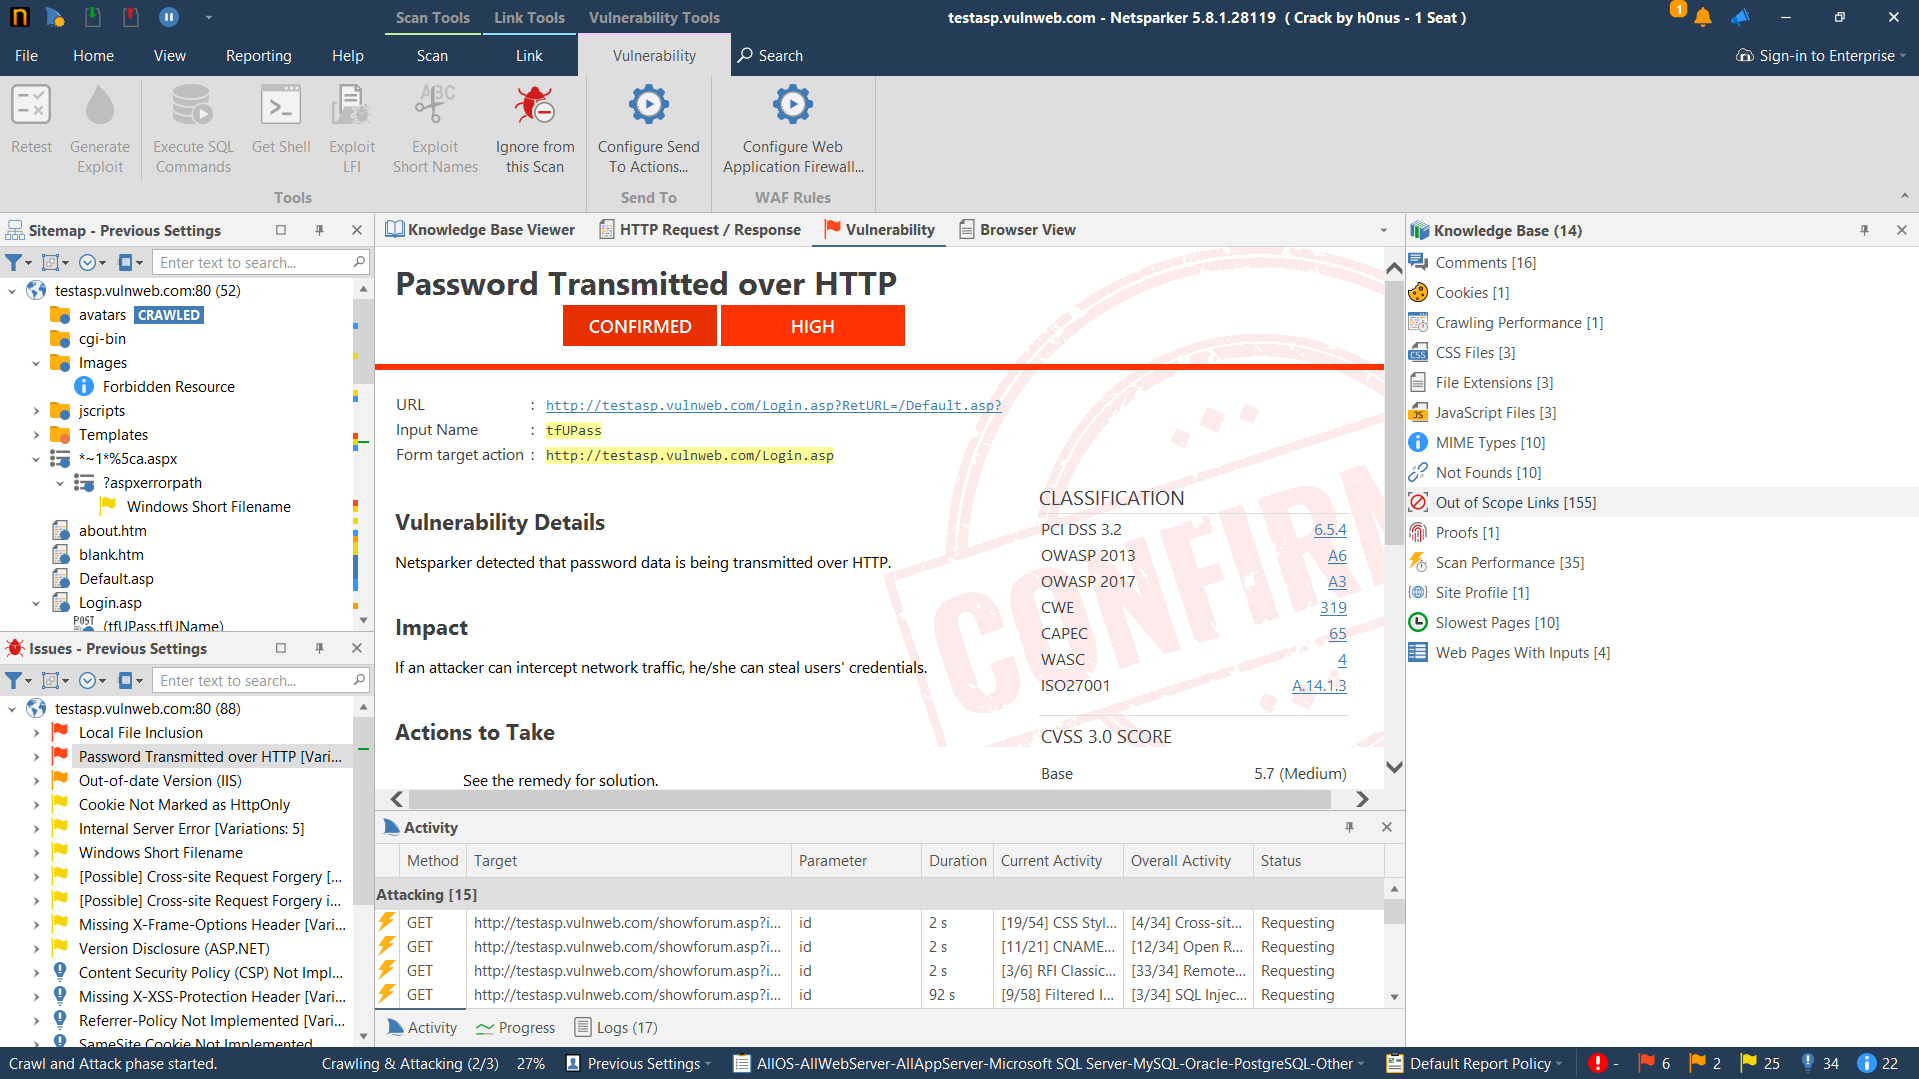 Scan Tools Link Tools Vulnerability Tools
testasp.vulnweb.com - Netsparker 5.8.1.28119 ( Crack by h0nus - 1 Seat )
1
File Home View Reporting Help Scan Link Vulnerability Search
Sign-in to Enterprise
Retest
Generate Exploit
Execute SQL Commands
Get Shell
Exploit LFI
ABC
Exploit Short Names
Ignore from this Scan
Configure Send To Actions...
Configure Web Application Firewall...
Tools
Send To
WAF Rules
Sitemap - Previous Settings
Enter text to search...
testasp.vulnweb.com:80 (52)
avatars CRAWLED
cgi-bin
Images
Forbidden Resource
jscripts
Templates
*~1*%5ca.aspx
?aspxerrorpath
Windows Short Filename
about.htm
blank.htm
Default.asp
Login.asp
POST (tfUPass,tfUName)
Issues - Previous Settings
Enter text to search...
testasp.vulnweb.com:80 (88)
Local File Inclusion
Password Transmitted over HTTP [Vari...
Out-of-date Version (IIS)
Cookie Not Marked as HttpOnly
Internal Server Error [Variations: 5]
Windows Short Filename
[Possible] Cross-site Request Forgery [...
[Possible] Cross-site Request Forgery i...
Missing X-Frame-Options Header [Vari...
Version Disclosure (ASP.NET)
Content Security Policy (CSP) Not Impl...
Missing X-XSS-Protection Header [Vari...
Referrer-Policy Not Implemented [Vari...
SameSite Cookie Not Implemented
Knowledge Base Viewer HTTP Request / Response Vulnerability Browser View
Password Transmitted over HTTP
CONFIRMED HIGH
URL : http://testasp.vulnweb.com/Login.asp?RetURL=/Default.asp?
Input Name : tfUPass
Form target action : http://testasp.vulnweb.com/Login.asp
Vulnerability Details
Netsparker detected that password data is being transmitted over HTTP.
Impact
If an attacker can intercept network traffic, he/she can steal users' credentials.
Actions to Take
See the remedy for solution.
CONFIRM
CLASSIFICATION
PCI DSS 3.2 6.5.4
OWASP 2013 A6
OWASP 2017 A3
CWE 319
CAPEC 65
WASC 4
ISO27001 A.14.1.3
CVSS 3.0 SCORE
Base 5.7 (Medium)
Activity
Method Target Parameter Duration Current Activity Overall Activity Status
Attacking [15]
GET http://testasp.vulnweb.com/showforum.asp?i... id 2 s [19/54] CSS Styl... [4/34] Cross-sit... Requesting
GET http://testasp.vulnweb.com/showforum.asp?i... id 2 s [11/21] CNAME... [12/34] Open R... Requesting
GET http://testasp.vulnweb.com/showforum.asp?i... id 2 s [3/6] RFI Classic... [33/34] Remote... Requesting
GET http://testasp.vulnweb.com/showforum.asp?i... id 92 s [9/58] Filtered I... [3/34] SQL Injec... Requesting
Activity Progress Logs (17)
Knowledge Base (14)
Comments [16]
Cookies [1]
Crawling Performance [1]
CSS Files [3]
File Extensions [3]
JavaScript Files [3]
MIME Types [10]
Not Founds [10]
Out of Scope Links [155]
Proofs [1]
Scan Performance [35]
Site Profile [1]
Slowest Pages [10]
Web Pages With Inputs [4]
Crawl and Attack phase started. Crawling & Attacking (2/3) 27% Previous Settings AllOS-AllWebServer-AllAppServer-Microsoft SQL Server-MySQL-Oracle-PostgreSQL-Other Default Report Policy - 6 2 25 34 22